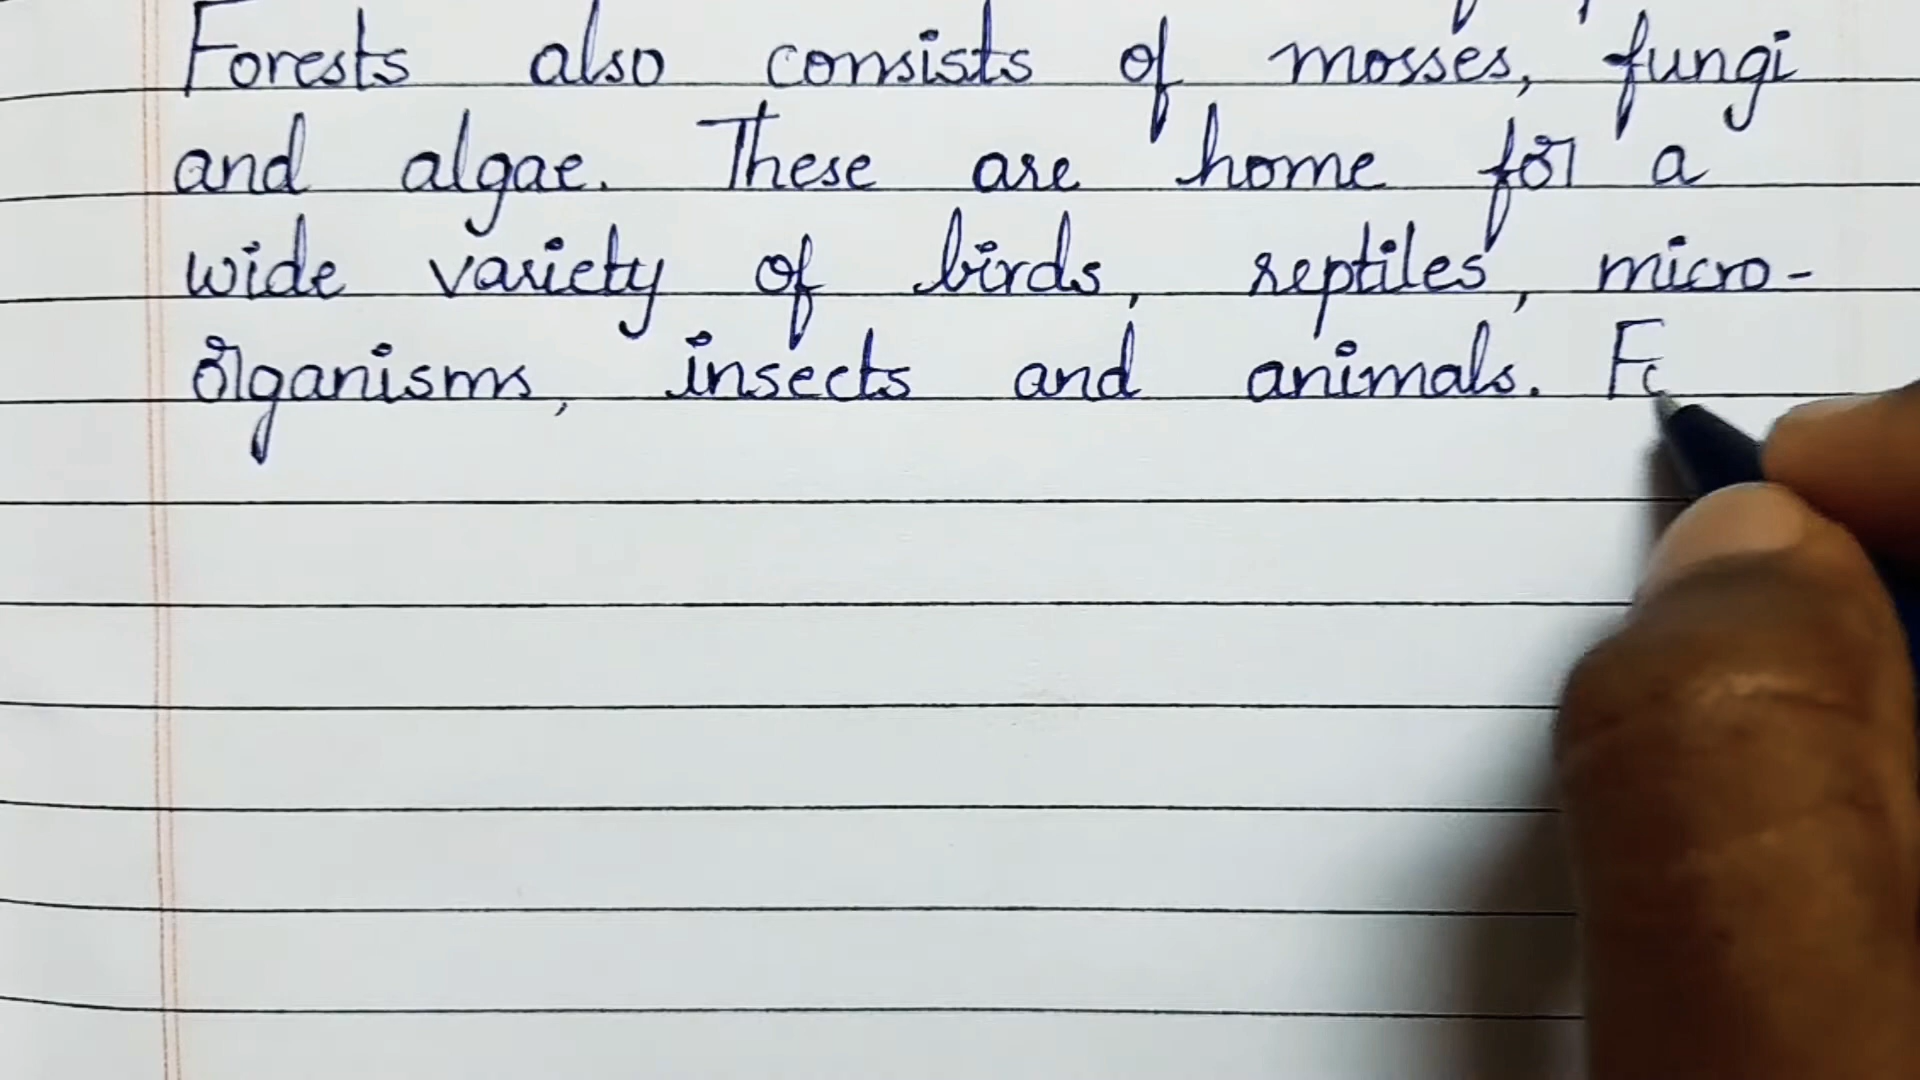 Forests also consists of mosses, fungi
and algae. These are home for a
wide variety of birds, reptiles, micro-
organisms, insects and animals. F